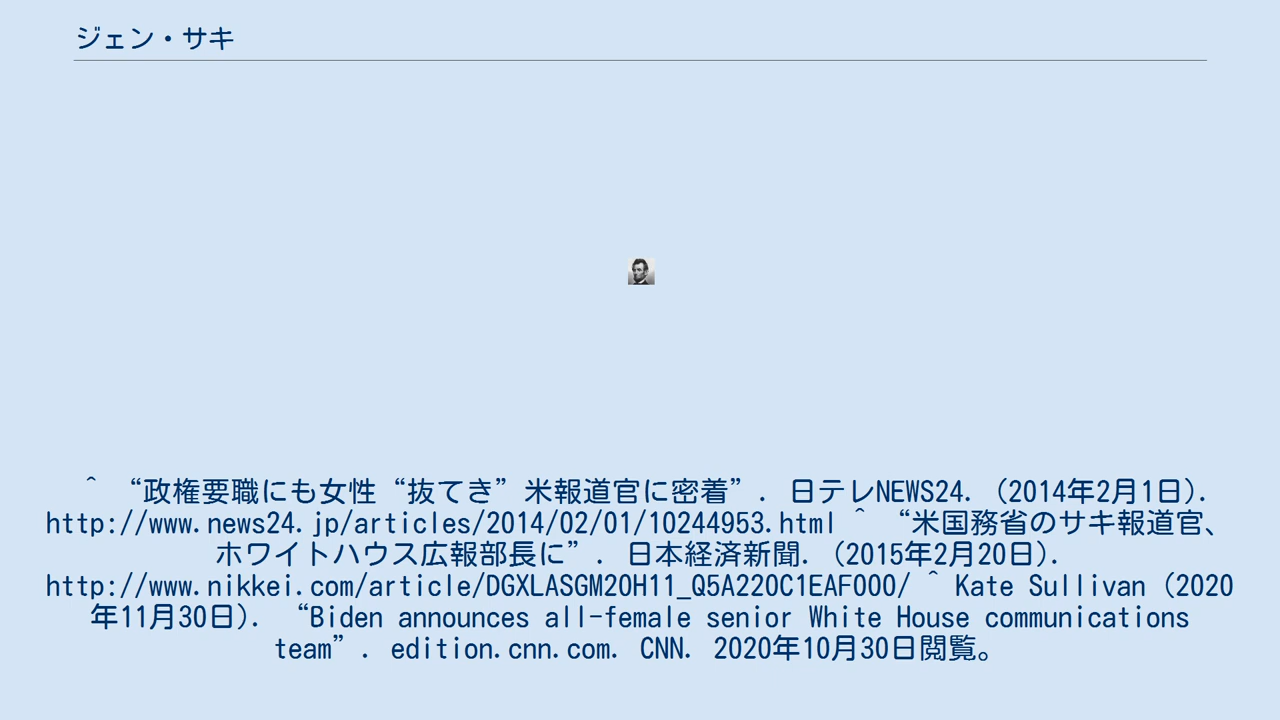 ジェン・サキ
^ “政権要職にも女性“抜てき”米報道官に密着”. 日テレNEWS24. (2014年2月1日).
http://www.news24.jp/articles/2014/02/01/10244953.html ^ “米国務省のサキ報道官、
ホワイトハウス広報部長に”. 日本経済新聞. (2015年2月20日).
http://www.nikkei.com/article/DGXLASGM20H11_Q5A220C1EAF000/ ^ Kate Sullivan (2020
年11月30日). “Biden announces all-female senior White House communications
team”. edition.cnn.com. CNN. 2020年10月30日閲覧。